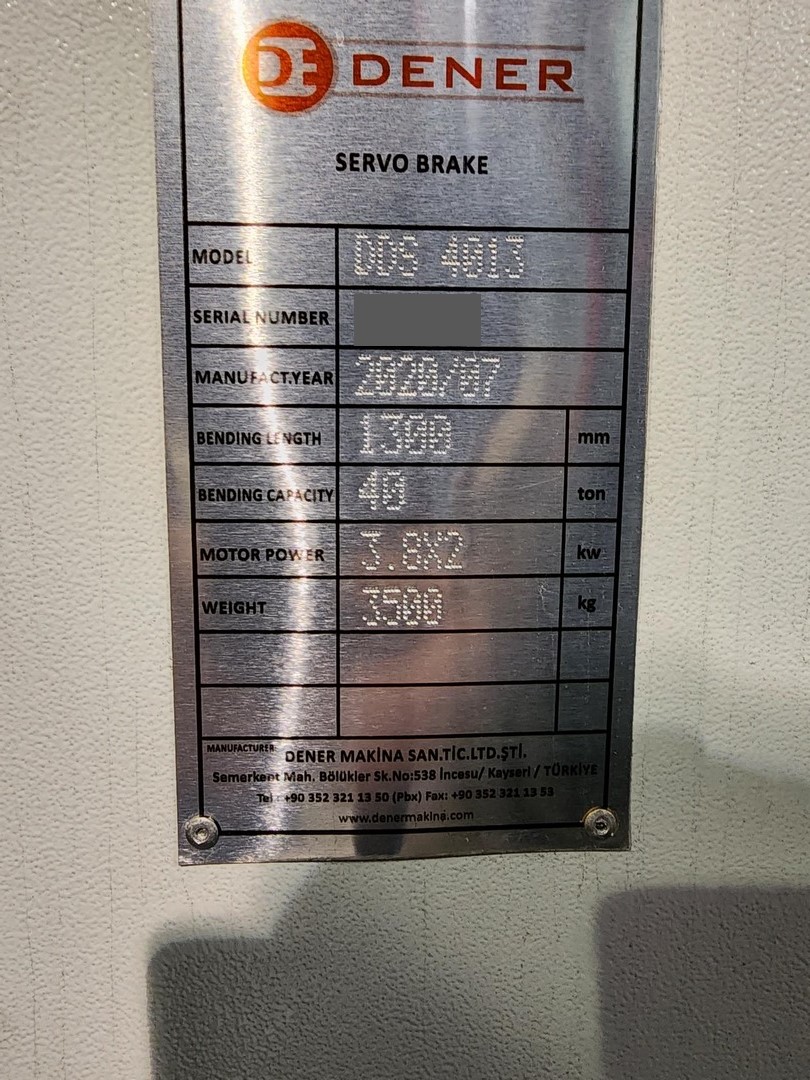 DE DENER
SERVO BRAKE
MODEL DDS 4013
SERIAL NUMBER
MANUFACT.YEAR 2020/07
BENDING LENGTH 1300 mm
BENDING CAPACITY 40 ton
MOTOR POWER 3.8X2 kw
WEIGHT 3500 kg
MANUFACTURER: DENER MAKİNA SAN.TİC.LTD.ŞTİ.
Semerkent Mah. Bölükler Sk.No:538 İncesu/ Kayseri / TÜRKİYE
Tel : +90 352 321 13 50 (Pbx) Fax: +90 352 321 13 53
www.denermakina.com